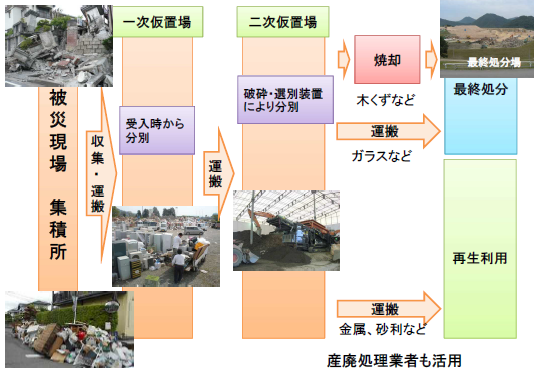 一次仮置場
二次仮置場
焼却
最終処分場
木くずなど
最終処分
破砕・選別装置
により分別
受入時から
分別
被災現場　集積所
収集・運搬
運搬
運搬
ガラスなど
再生利用
運搬
金属、砂利など
産廃処理業者も活用